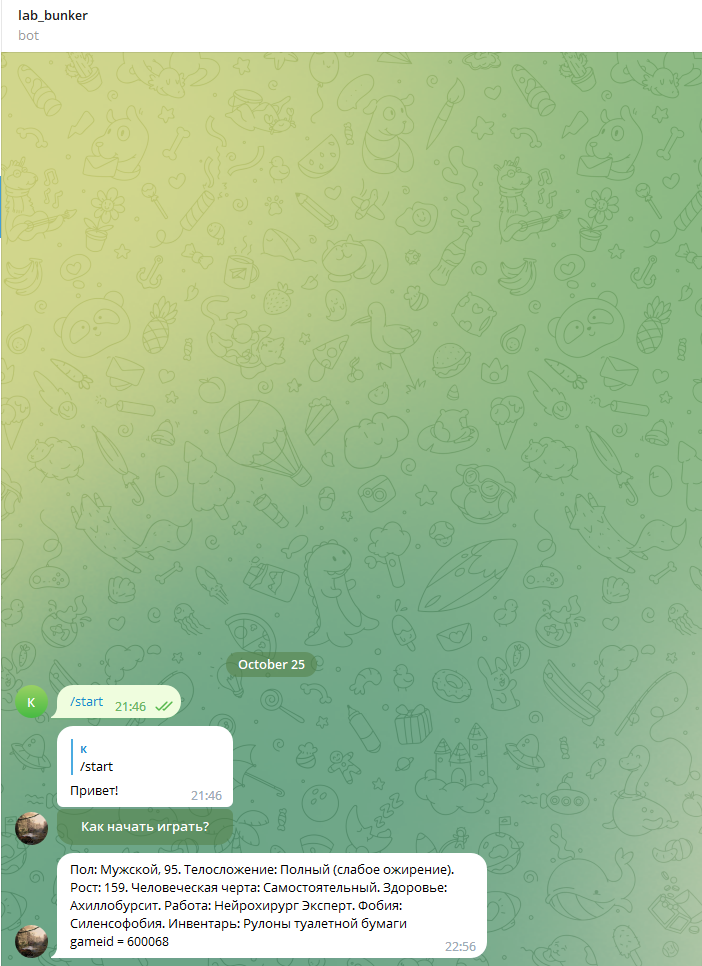 lab_bunker
bot
October 25
K
/start 21:46
к
/start
Привет! 21:46
Как начать играть?
Пол: Мужской, 95. Телосложение: Полный (слабое ожирение).
Рост: 159. Человеческая черта: Самостоятельный. Здоровье:
Ахиллобурсит. Работа: Нейрохирург Эксперт. Фобия:
Силенсофобия. Инвентарь: Рулоны туалетной бумаги
gameid = 600068 22:56